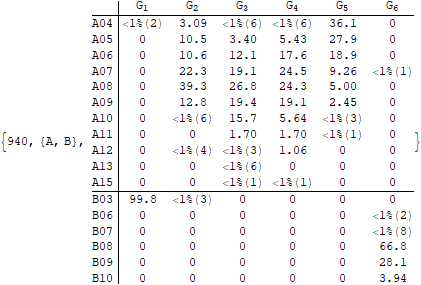 G1 G2 G3 G4 G5 G6
A04 <1%(2) 3.09 <1%(6) <1%(6) 36.1 0
A05 0 10.5 3.40 5.43 27.9 0
A06 0 10.6 12.1 17.6 18.9 0
A07 0 22.3 19.1 24.5 9.26 <1%(1)
A08 0 39.3 26.8 24.3 5.00 0
A09 0 12.8 19.4 19.1 2.45 0
A10 0 <1%(6) 15.7 5.64 <1%(3) 0
A11 0 0 1.70 1.70 <1%(1) 0
{940, {A, B}, A12 0 <1%(4) <1%(3) 1.06 0 0 }
A13 0 0 <1%(6) 0 0 0
A15 0 0 <1%(1) <1%(1) 0 0
B03 99.8 <1%(3) 0 0 0 0
B06 0 0 0 0 0 <1%(2)
B07 0 0 0 0 0 <1%(8)
B08 0 0 0 0 0 66.8
B09 0 0 0 0 0 28.1
B10 0 0 0 0 0 3.94